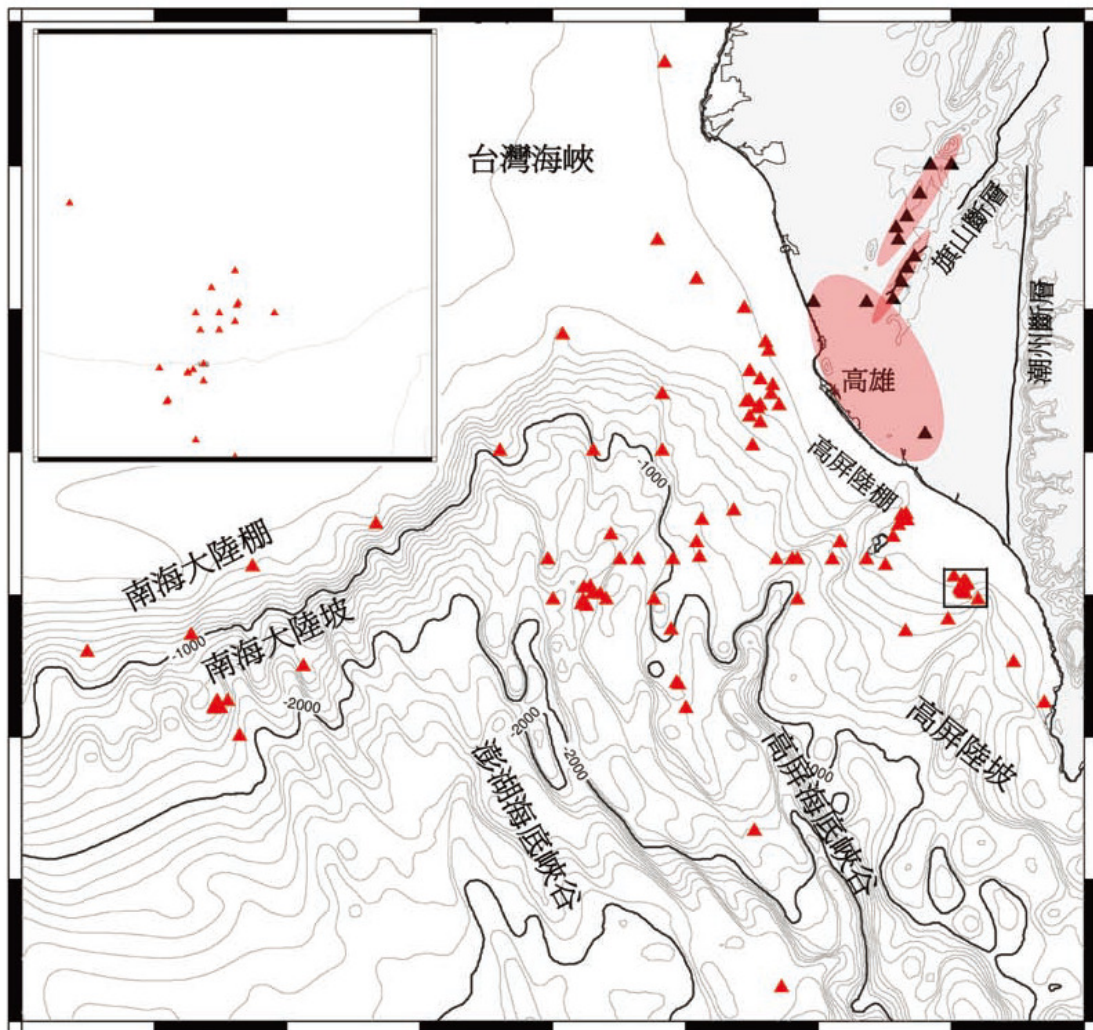 台灣海峽
旗山斷層
潮州斷層
高雄
高屏陸棚
-1000
南海大陸棚
南海大陸坡
-1000
-2000
-2000
-2000
高屏陸坡
澎湖海底峽谷
高屏海底峽谷